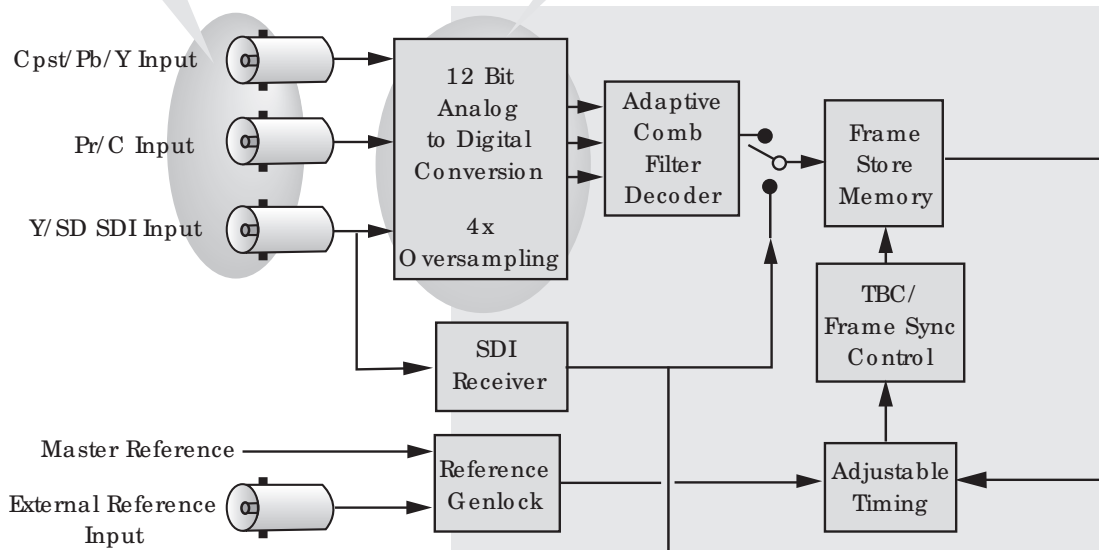 Cpst/Pb/Y Input
Pr/C Input
Y/SD SDI Input
12 Bit
Analog
to Digital
Conversion
4x
Oversampling
Adaptive
Comb
Filter
Decoder
Frame
Store
Memory
TBC/
Frame Sync
Control
SDI
Receiver
Master Reference
External Reference
Input
Reference
Genlock
Adjustable
Timing